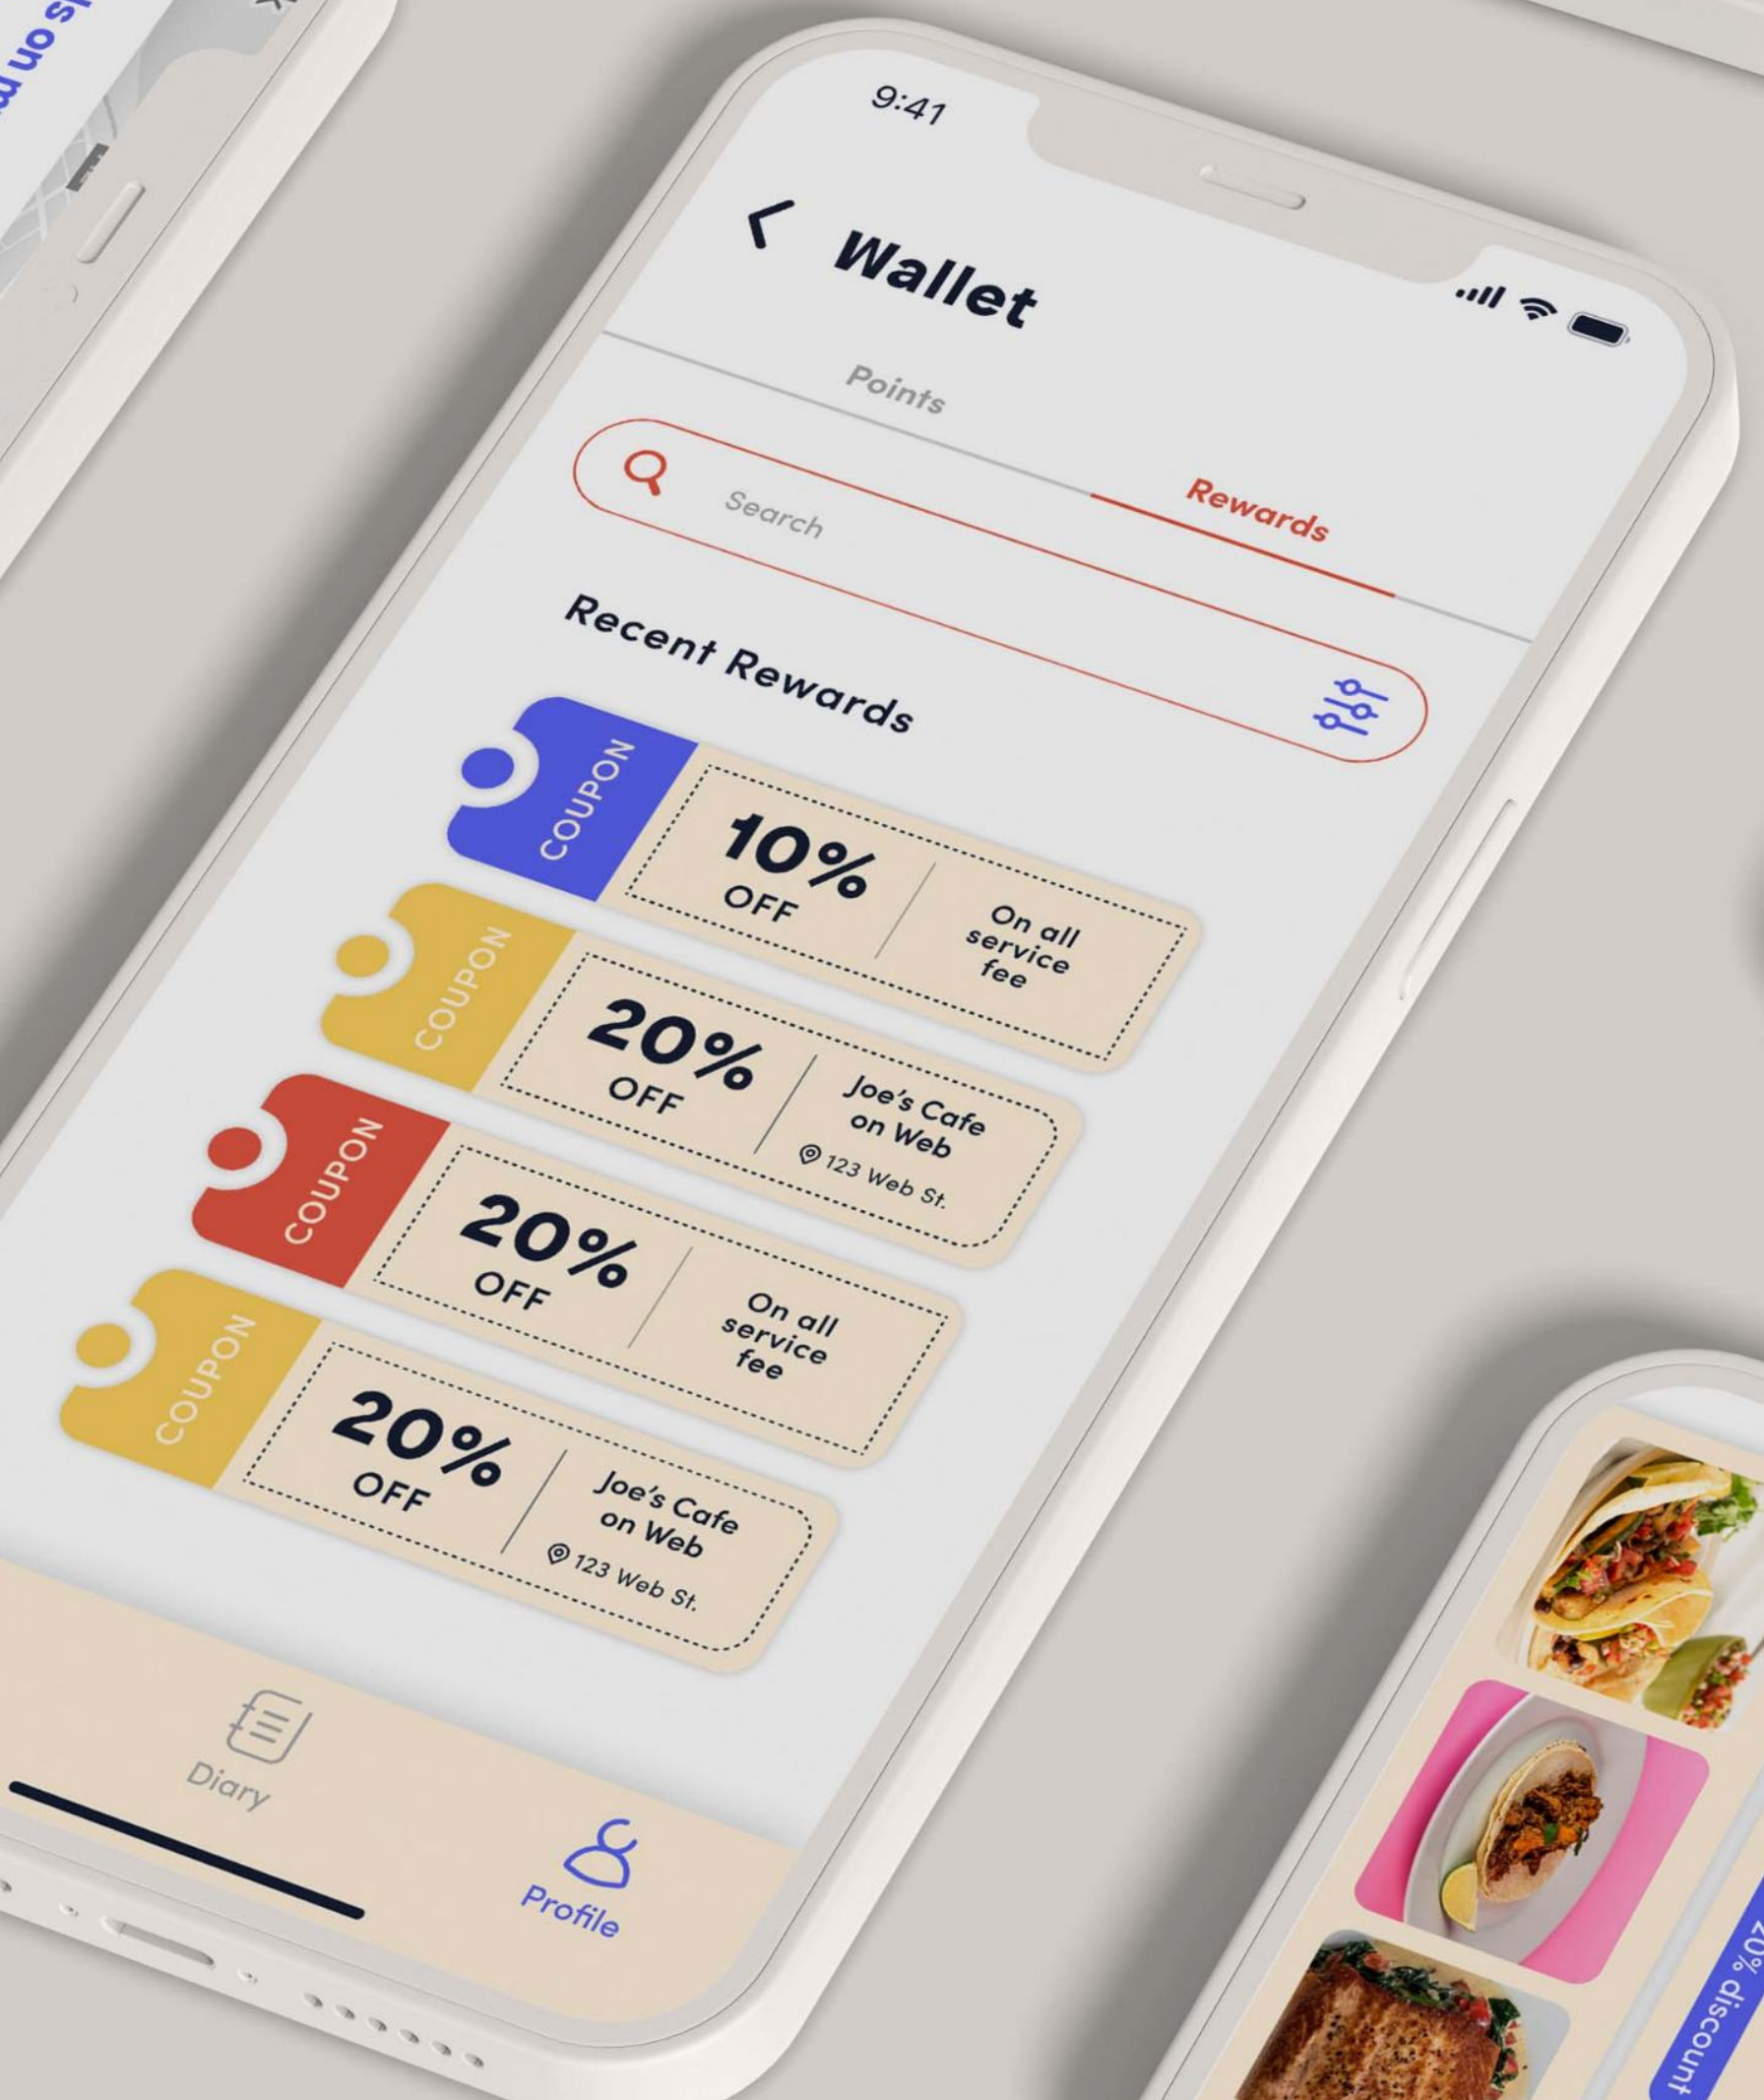 9:41
Wallet
Points
Rewards
Search
Recent Rewards
COUPON
10%
OFF
On all
service
fee
COUPON
20%
OFF
Joe's Cafe
on Web
123 Web St.
COUPON
20%
OFF
On all
service
fee
COUPON
20%
OFF
Joe's Cafe
on Web
123 Web St.
Diary
Profile
20% discount